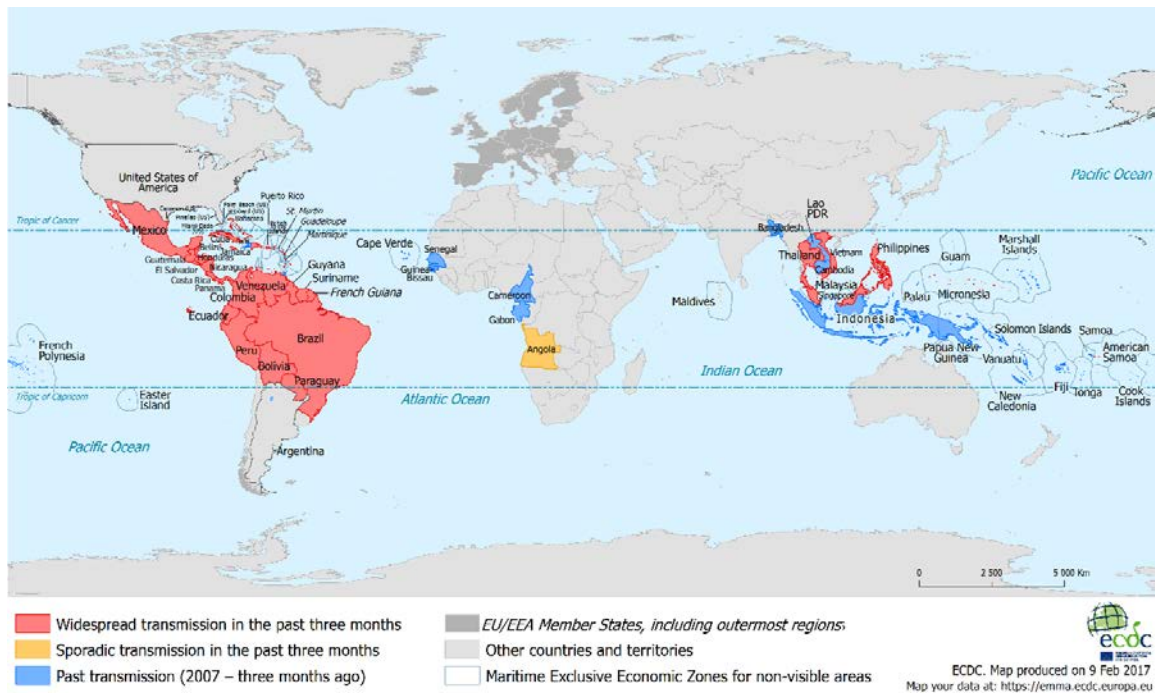 Pacific Ocean
United States
of America
Puerto Rico
St. Martin
Guadeloupe
Martinique
Tropic of Cancer
Mexico
Cuba
Jamaica
Honduras
Guatemala
El Salvador
Nicaragua
Costa Rica
Panama
Venezuela
Colombia
Guyana
Suriname
French Guiana
Ecuador
Brazil
Peru
Bolivia
Paraguay
Argentina
French
Polynesia
Tropic of Capricorn
Easter
Island
Pacific Ocean
Atlantic Ocean
Cape Verde
Senegal
Guinea
Bissau
Cameroon
Gabon
Angola
Indian Ocean
Maldives
Bangladesh
Lao
PDR
Thailand
Vietnam
Cambodia
Malaysia
Singapore
Philippines
Indonesia
Guam
Marshall
Islands
Palau
Micronesia
Papua New
Guinea
Solomon Islands
Vanuatu
Samoa
American
Samoa
Fiji
Tonga
Cook
Islands
New
Caledonia
0 2 500 5 000 Km
Widespread transmission in the past three months
Sporadic transmission in the past three months
Past transmission (2007 – three months ago)
EU/EEA Member States, including outermost regions
Other countries and territories
Maritime Exclusive Economic Zones for non-visible areas
ecdc
ECDC. Map produced on 9 Feb 2017
Map your data at: https://emma.ecdc.europa.eu